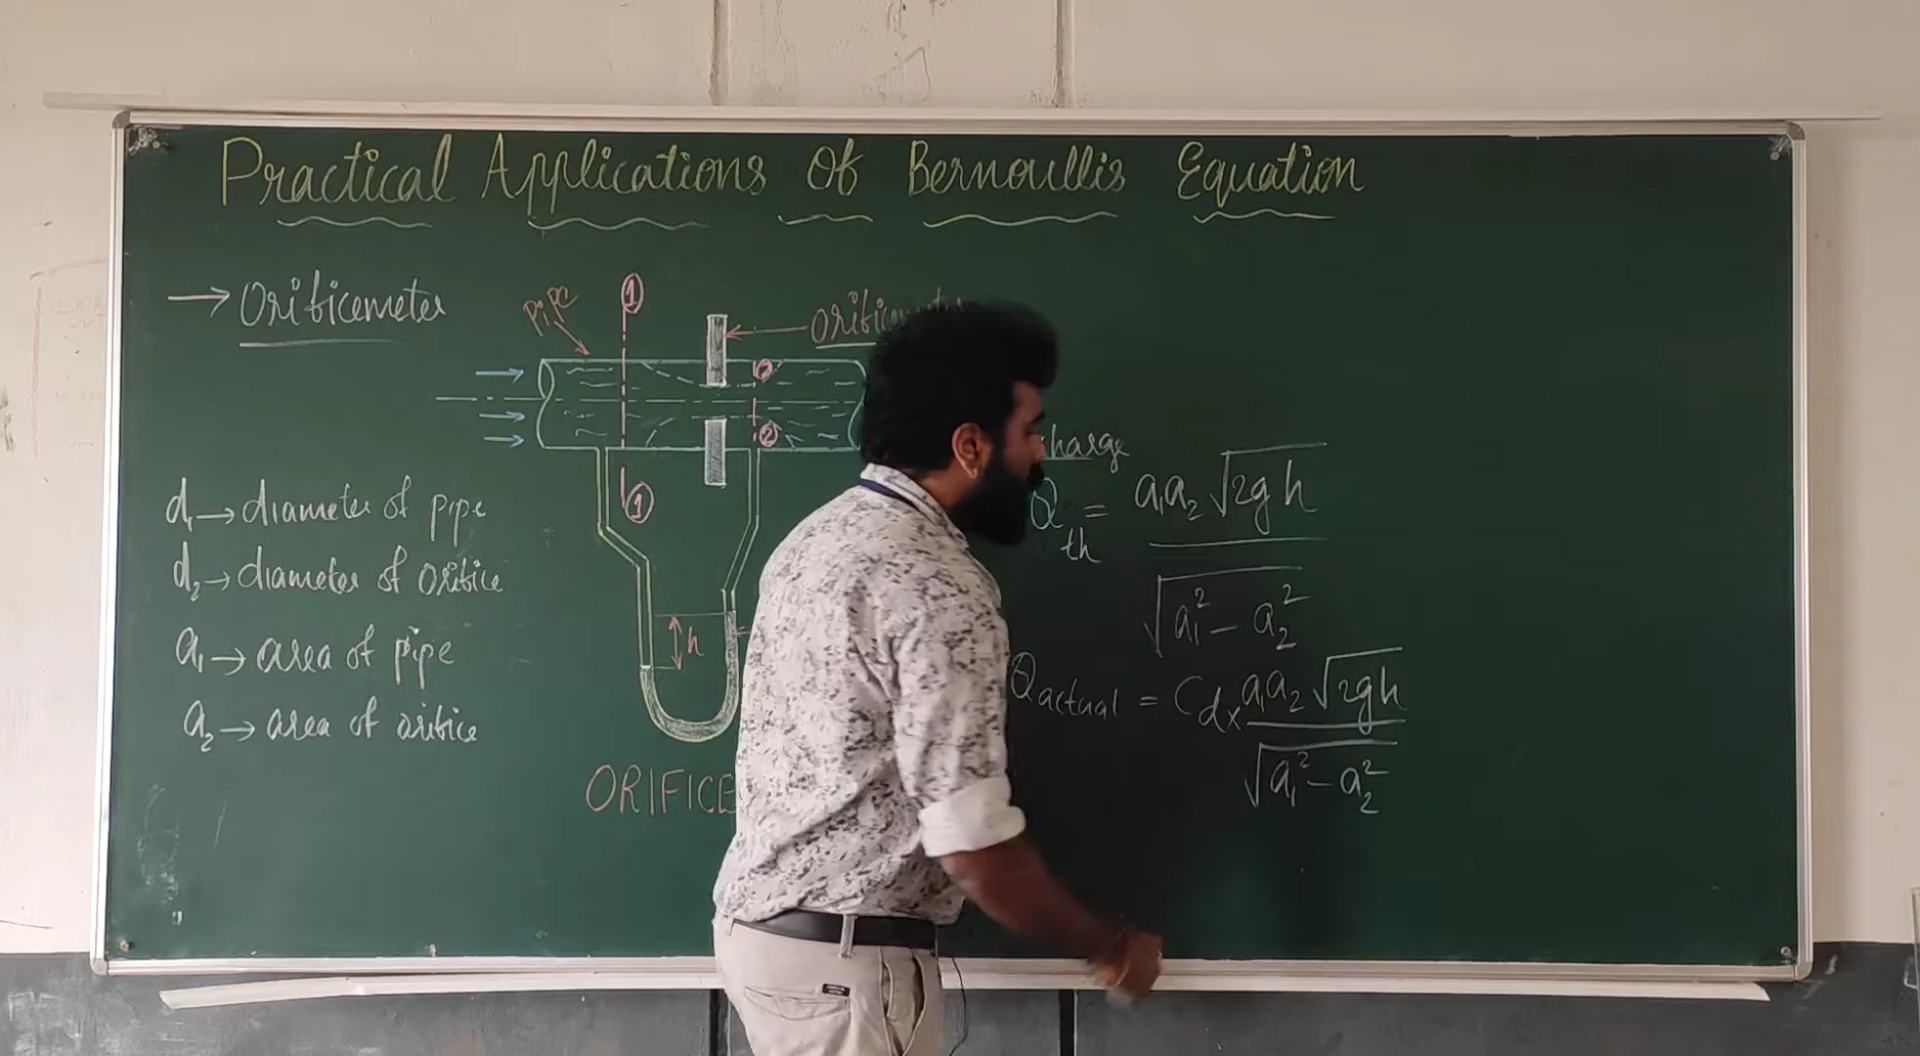 Practical Applications Of Bernoullis Equation
→ Orificemeter
Pipe
1
2
2
1
d₁ → diameter of pipe
d₂ → diameter of orifice
a₁ → area of pipe
a₂ → area of orifice
h
ORIFICE
Qth = a₁a₂ √2gh / √a₁² - a₂²
Qactual = Cd x a₁a₂ √2gh / √a₁² - a₂²